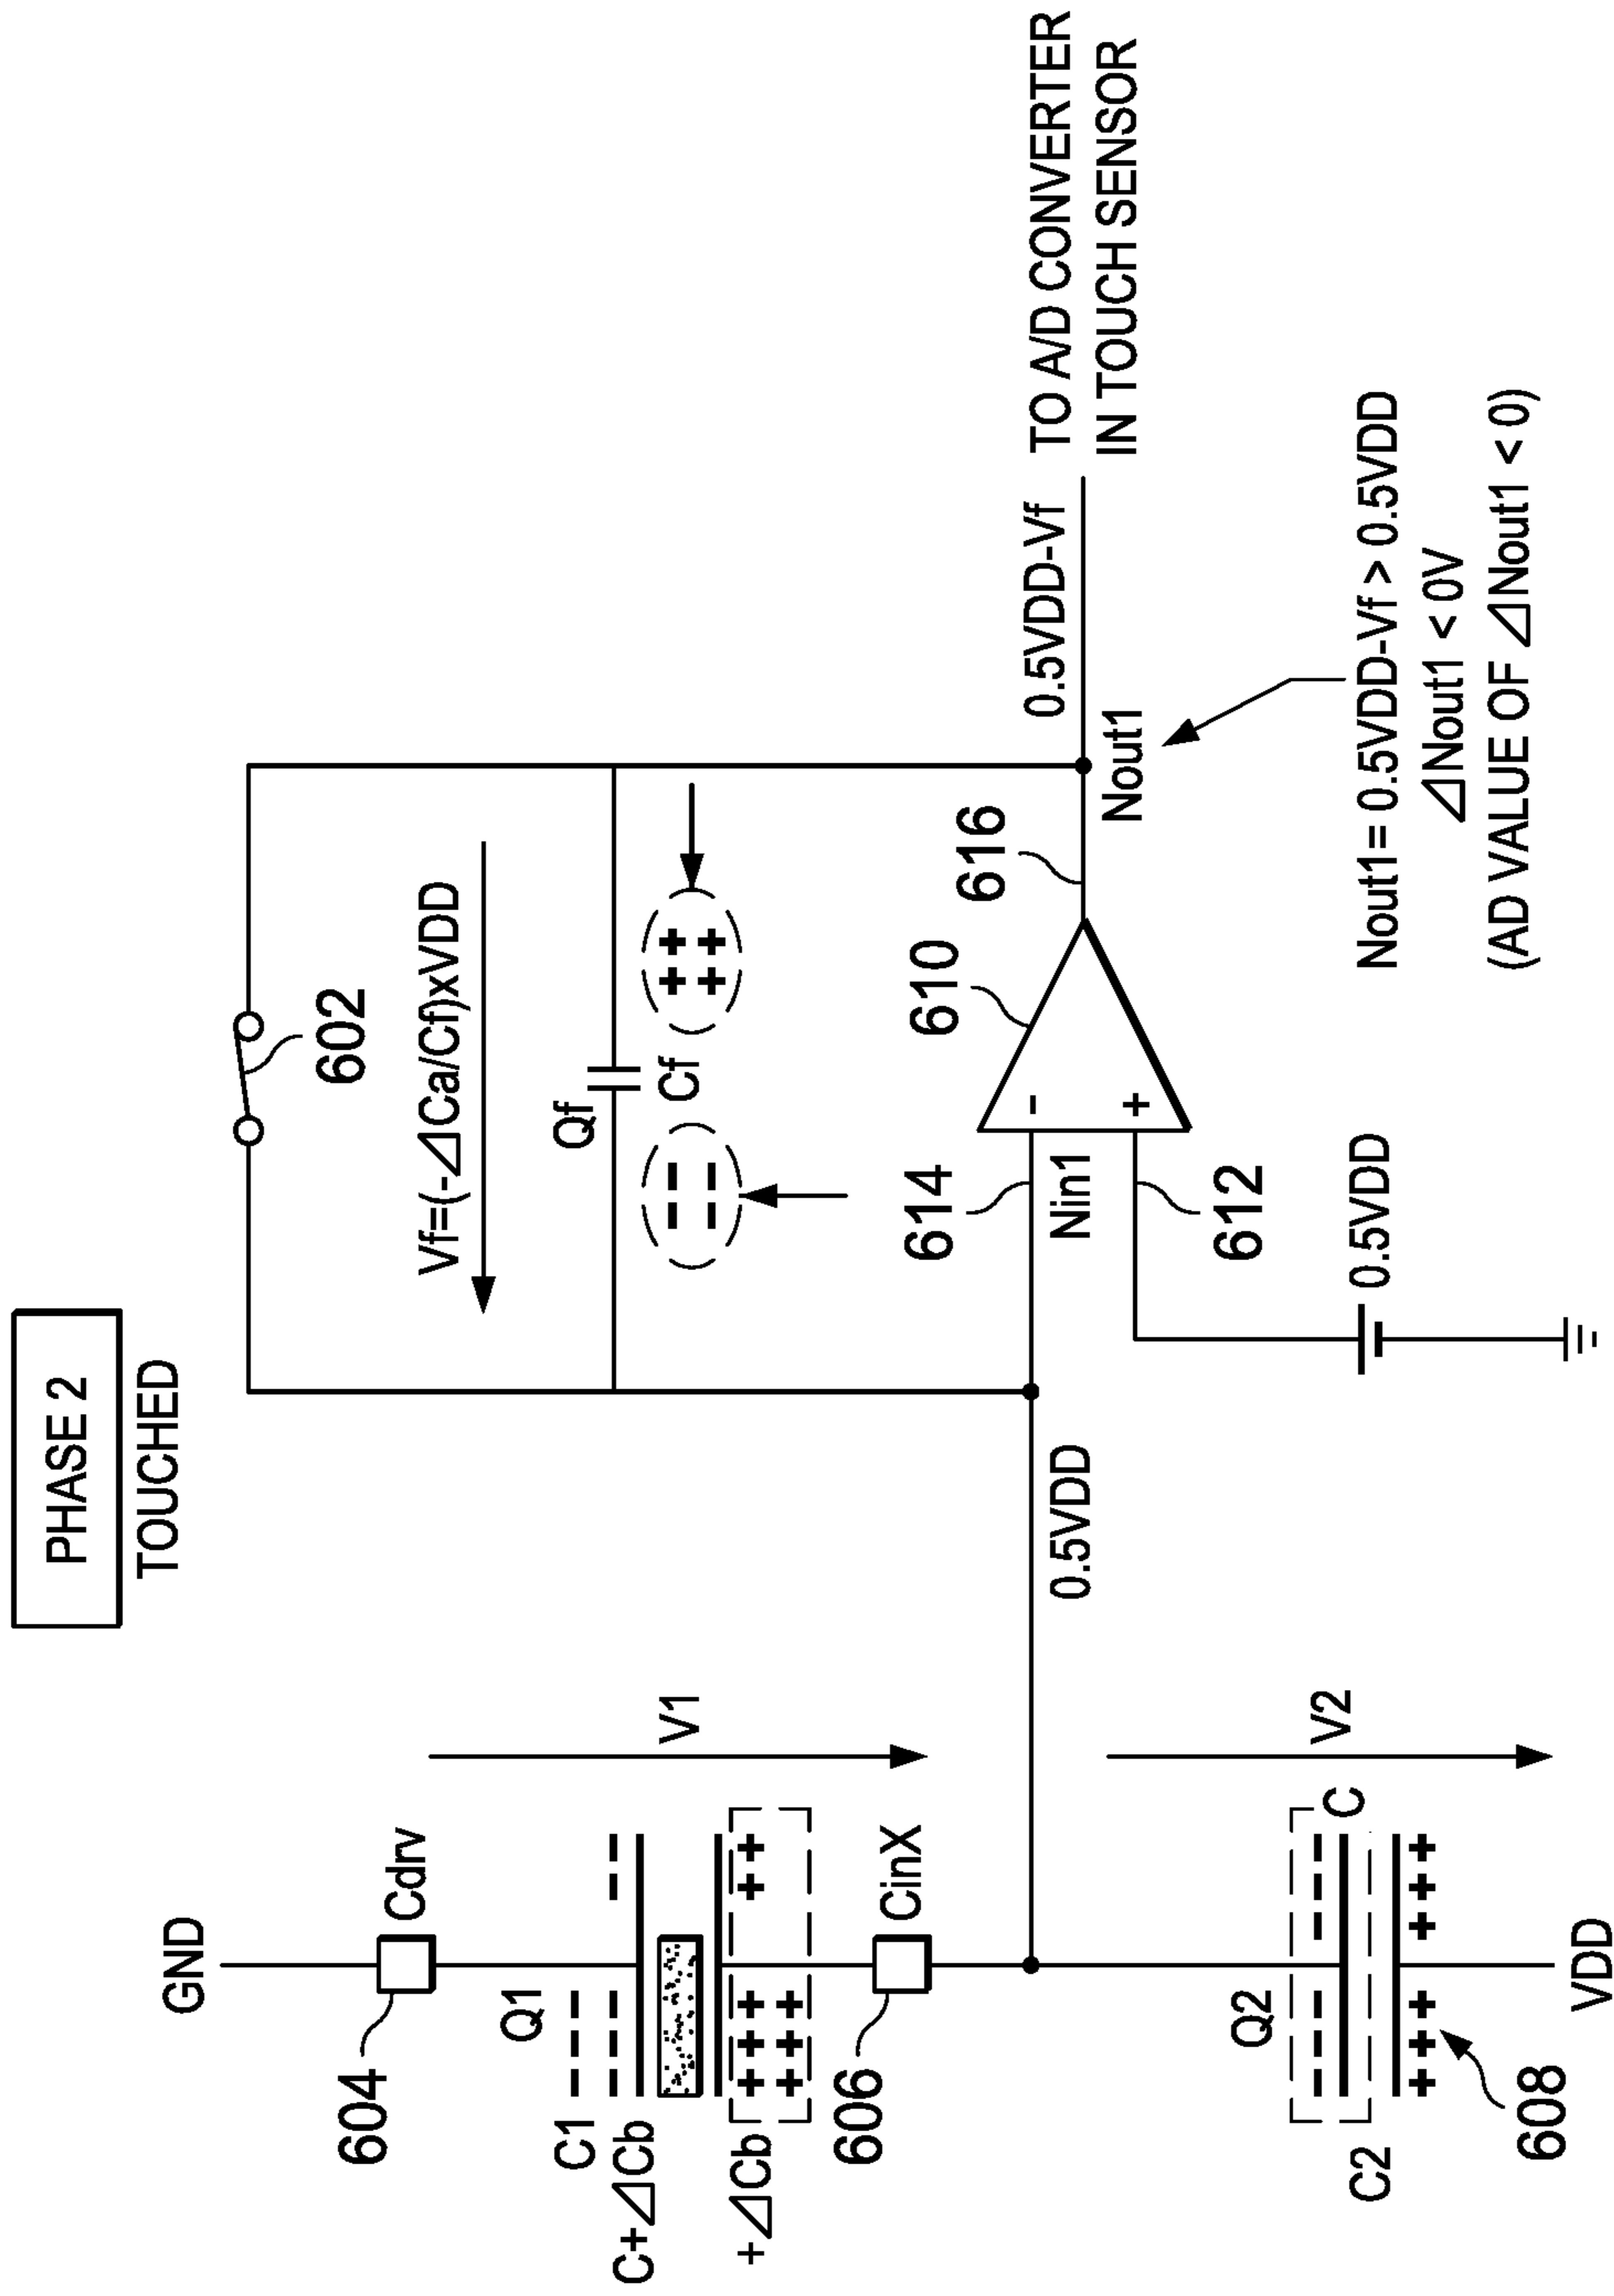 PHASE 2
TOUCHED
602
Vf=(-⊿Ca/Cf)xVDD
Qf
Cf
GND
604
Cdrv
C1
Q1
C+⊿Cb
+⊿Cb
V1
606
CinX
0.5VDD
614
Nin1
-
+
610
616
612
0.5VDD
0.5VDD-Vf
TO A/D CONVERTER
IN TOUCH SENSOR
Nout1
Nout1= 0.5VDD-Vf > 0.5VDD
⊿Nout1 < 0V
(AD VALUE OF ⊿Nout1 < 0)
Q2
C
C2
V2
608
VDD